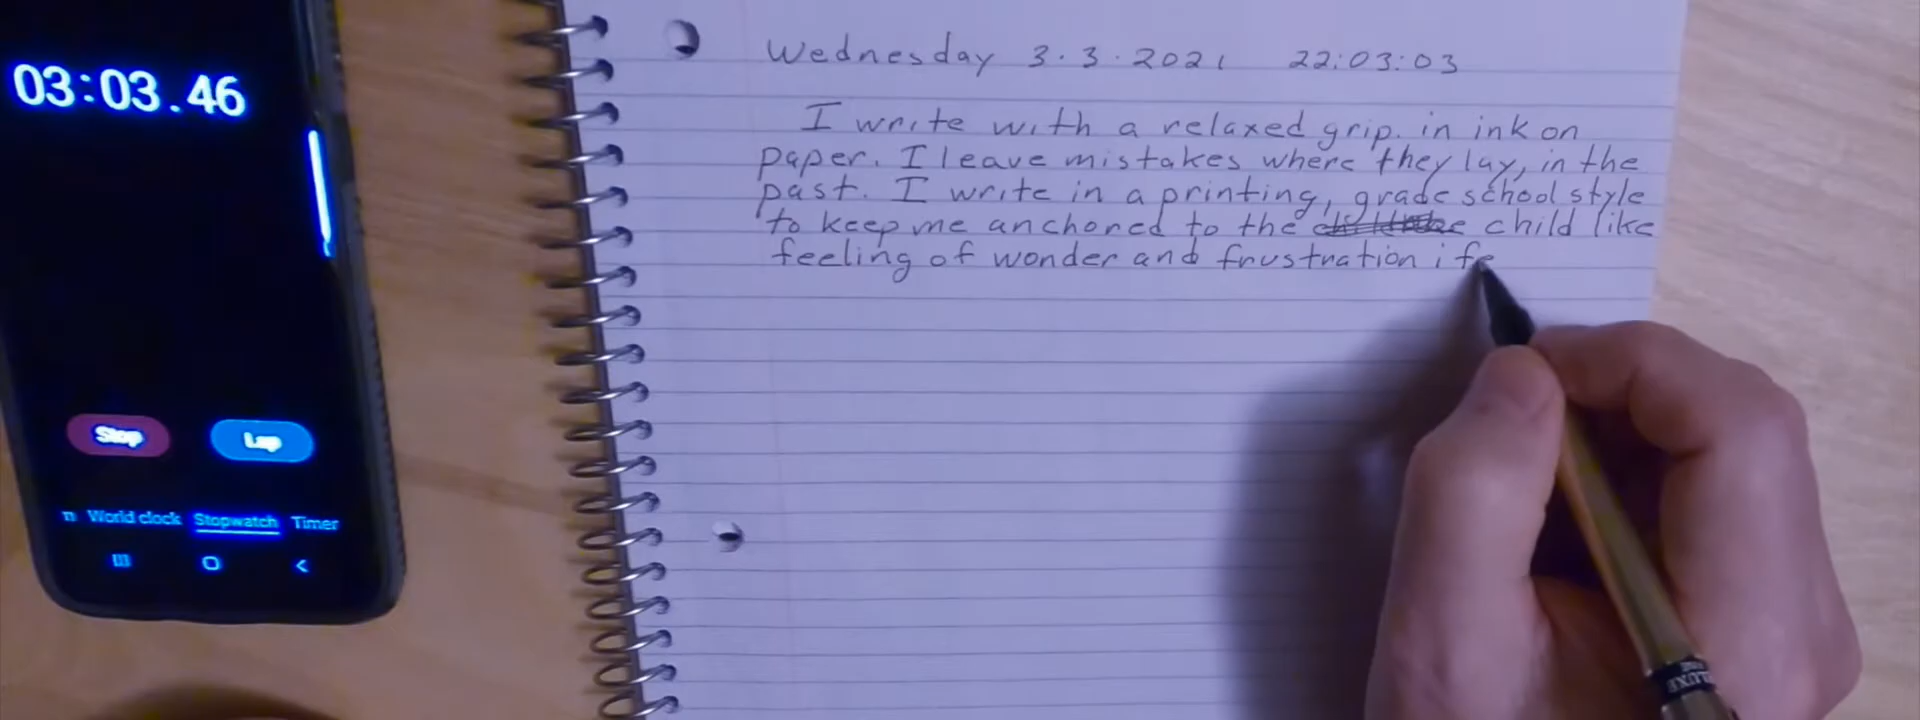 03:03.46
Stop Lap
World clock Stopwatch Timer
Wednesday 3.3.2021 22:03:03
I write with a relaxed grip. in ink on
paper. I leave mistakes where they lay, in the
past. I write in a printing, grade school style
to keep me anchored to the child like
feeling of wonder and frustration i fe